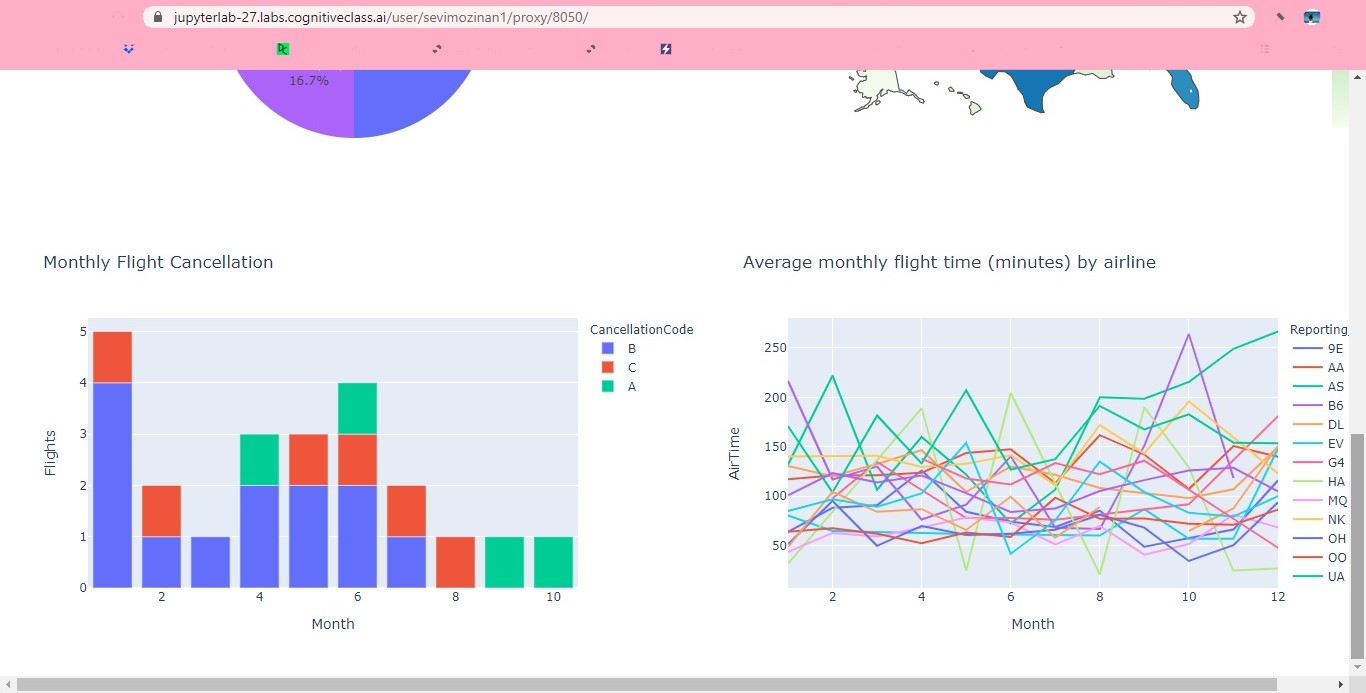 jupyterlab-27.labs.cognitiveclass.ai/user/sevimozinan1/proxy/8050/
DC
16.7%
Monthly Flight Cancellation
5
4
3
2
1
0
2
4
6
8
10
Flights
Month
CancellationCode
B
C
A
Average monthly flight time (minutes) by airline
250
200
150
100
50
2
4
6
8
10
12
AirTime
Month
Reporting_
9E
AA
AS
B6
DL
EV
G4
HA
MQ
NK
OH
OO
UA